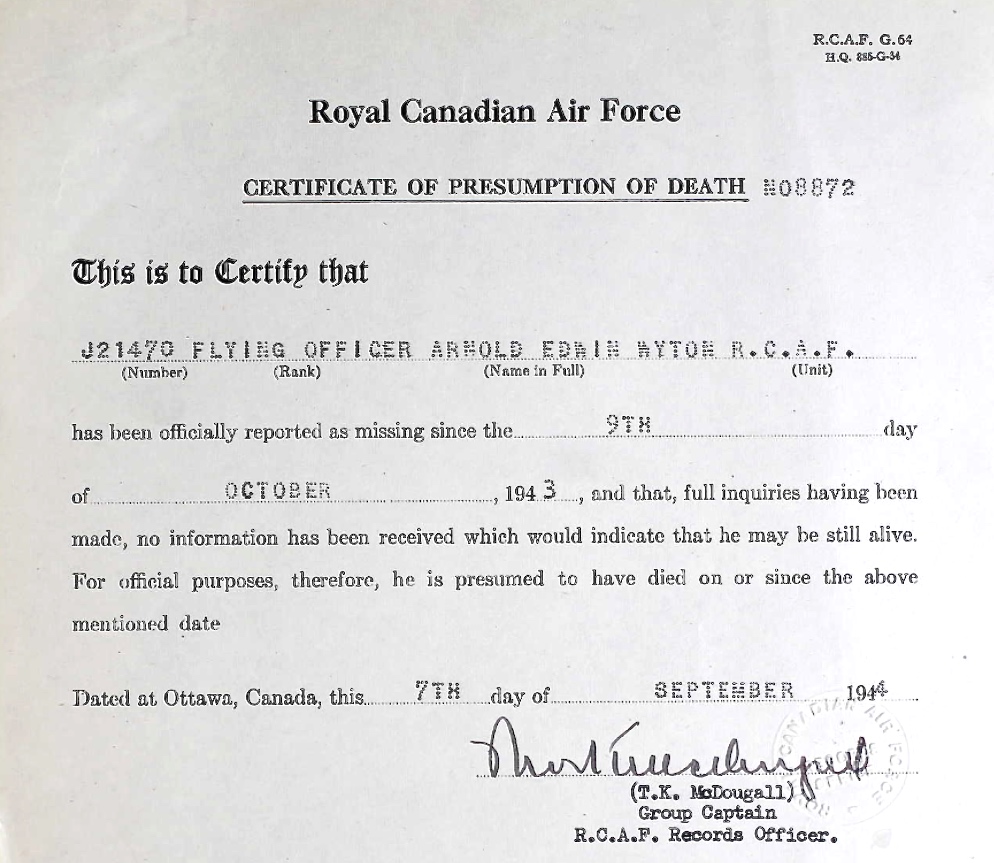 R.C.A.F. G. 64
H.Q. 885-G-34
Royal Canadian Air Force
CERTIFICATE OF PRESUMPTION OF DEATH N08872
This is to Certify that
J21470 FLYING OFFICER ARNOLD EDWIN WYTON R.C.A.F.
(Number) (Rank) (Name in Full) (Unit)
has been officially reported as missing since the 9TH day
of OCTOBER, 1943, and that, full inquiries having been
made, no information has been received which would indicate that he may be still alive.
For official purposes, therefore, he is presumed to have died on or since the above
mentioned date
Dated at Ottawa, Canada, this 7TH day of SEPTEMBER 1944
CANADIAN AIR FORCE
(T.K. McDougall)
Group Captain
R.C.A.F. Records Officer.